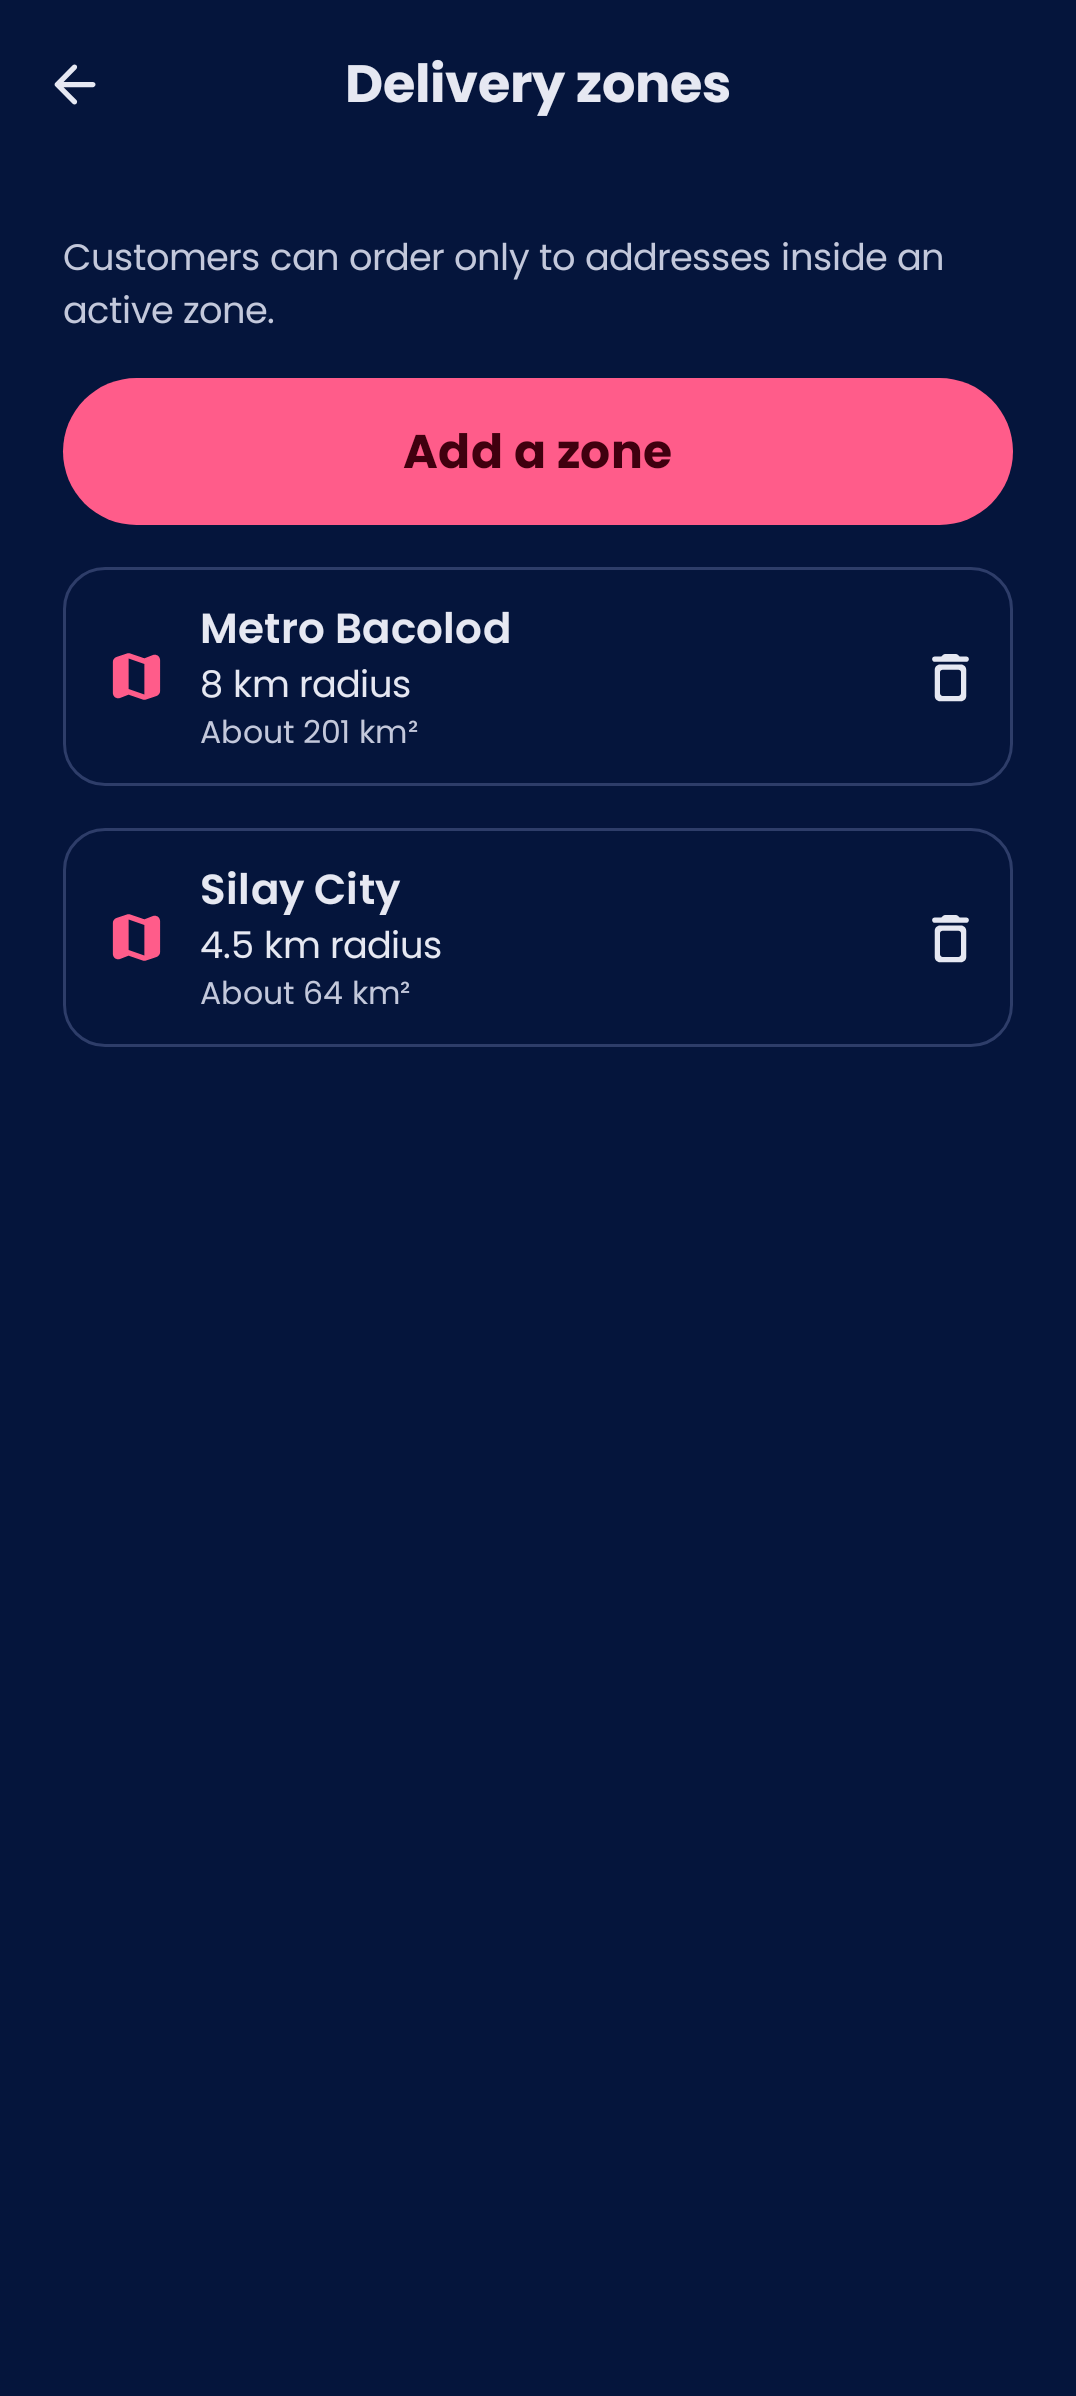 Delivery zones
Customers can order only to addresses inside an
active zone.
Add a zone
Metro Bacolod
8 km radius
About 201 km²
Silay City
4.5 km radius
About 64 km²